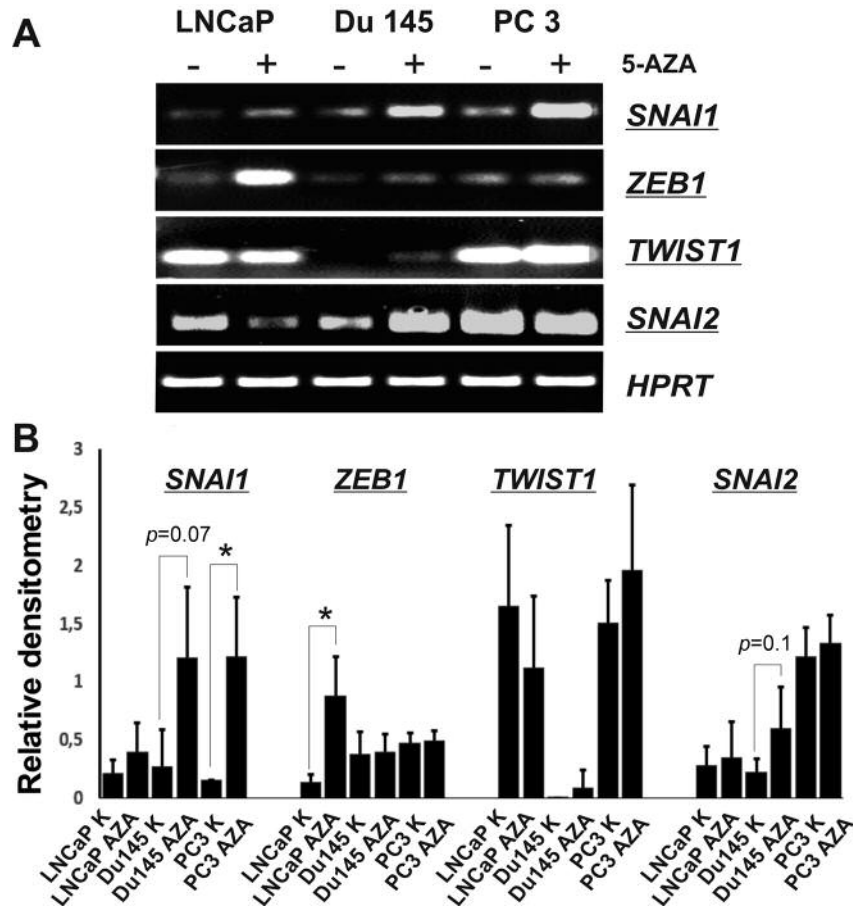 A
LNCaP Du 145 PC 3
- + - + - + 5-AZA
SNAI1
ZEB1
TWIST1
SNAI2
HPRT
B
Relative densitometry
3
2,5
2
1,5
1
0,5
0
SNAI1 ZEB1 TWIST1 SNAI2
p=0.07
*
*
p=0.1
LNCaP K
LNCaP AZA
Du145 K
Du145 AZA
PC3 K
PC3 AZA
LNCaP K
LNCaP AZA
Du145 K
Du145 AZA
PC3 K
PC3 AZA
LNCaP K
LNCaP AZA
Du145 K
Du145 AZA
PC3 K
PC3 AZA
LNCaP K
LNCaP AZA
Du145 K
Du145 AZA
PC3 K
PC3 AZA